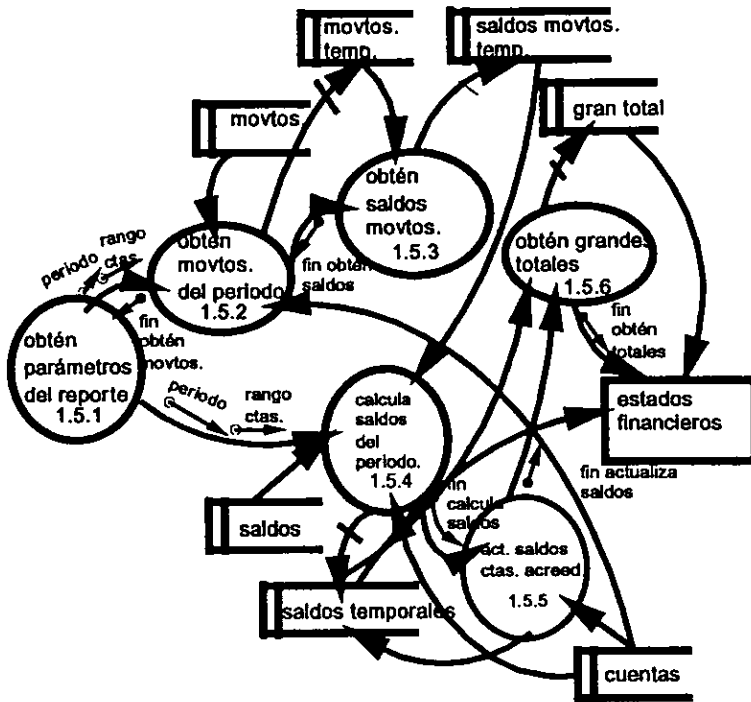 movtos.
temp.
saldos movtos.
temp.
movtos.
gran total
obtén
saldos
movtos.
1.5.3
periodo
rango
ctas.
obtén
movtos.
del periodo
1.5.2
fin obtén
saldos
obtén grandes
totales
1.5.6
fin
obtén
totales
fin
obtén
movtos.
obtén
parámetros
del reporte
1.5.1
periodo
rango
ctas.
calcula
saldos
del
periodo.
1.5.4
estados
financieros
fin
calcula
saldos
fin actualiza
saldos
saldos
act. saldos
ctas. acreed
1.5.5
saldos temporales
cuentas